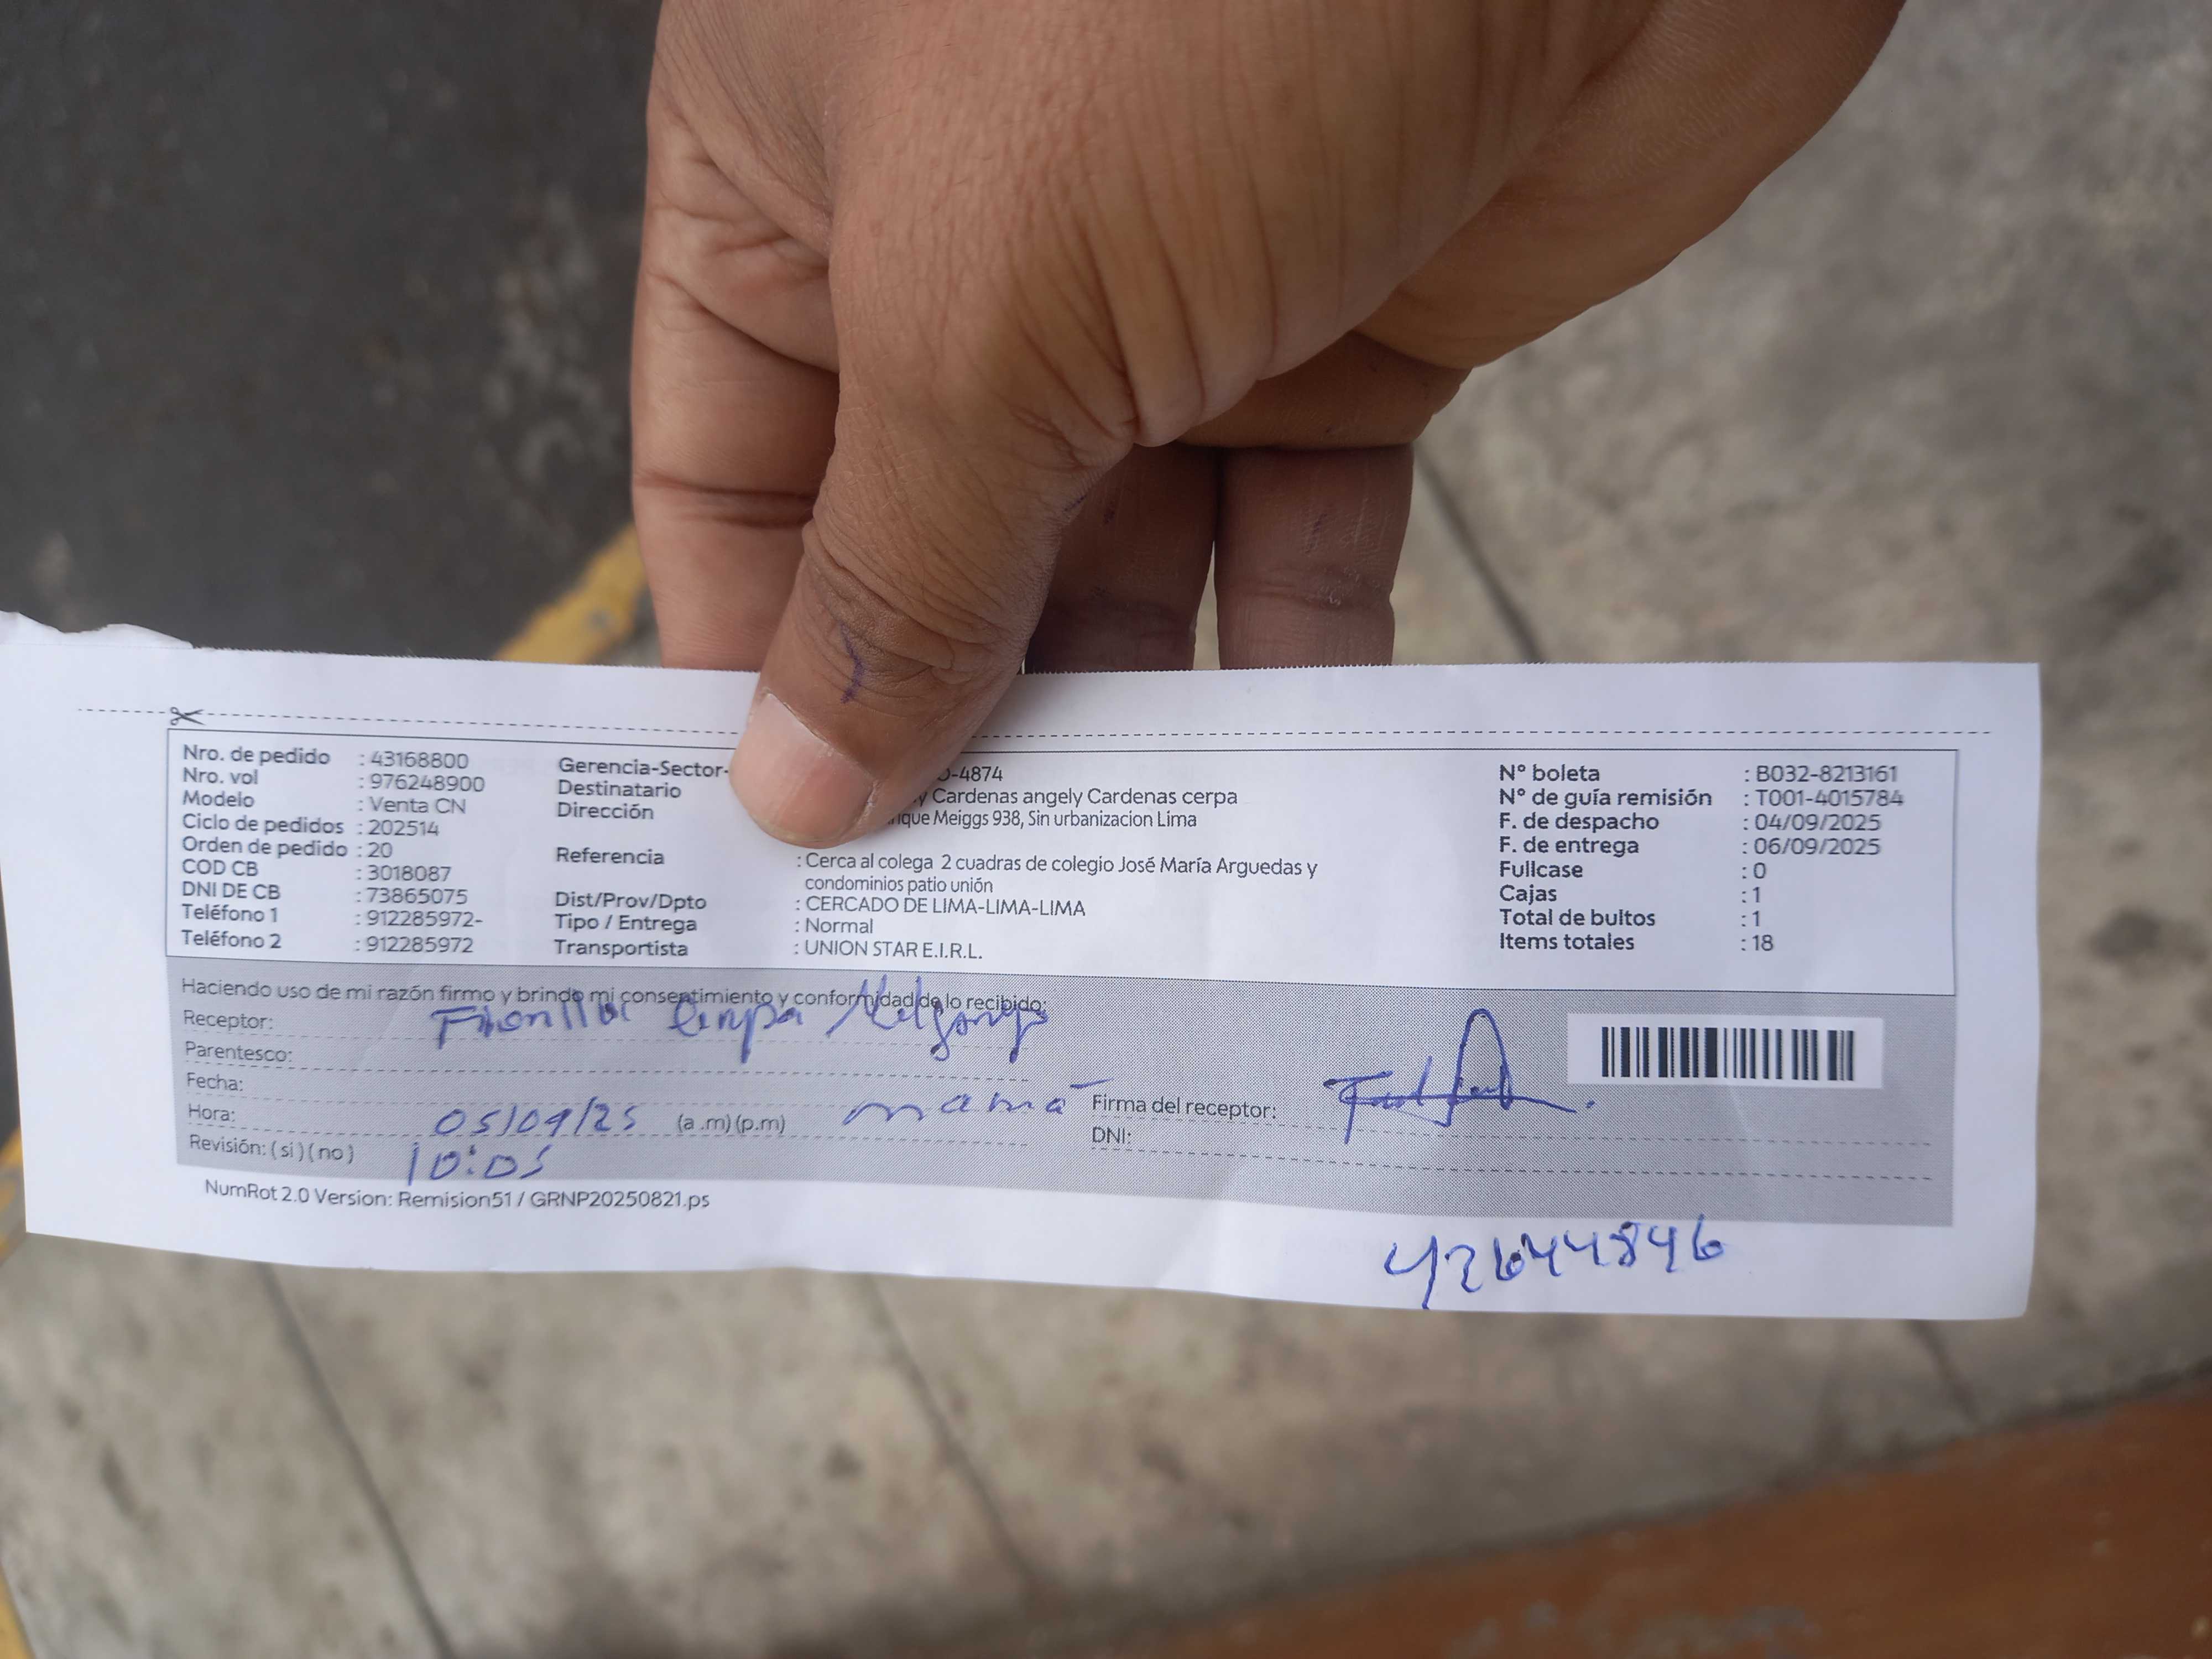 Nro. de pedido : 43168800
Nro. vol : 976248900
Modelo : Venta CN
Ciclo de pedidos : 202514
Orden de pedido : 20
COD CB : 3018087
DNI DE CB : 73865075
Teléfono 1 : 912285972-
Teléfono 2 : 912285972
Gerencia-Sector- -4874
Destinatario Cardenas angely Cardenas cerpa
Dirección Meiggs 938, Sin urbanizacion Lima
Referencia : Cerca al colega 2 cuadras de colegio José María Arguedas y
condominios patio unión
Dist/Prov/Dpto : CERCADO DE LIMA-LIMA-LIMA
Tipo / Entrega : Normal
Transportista : UNION STAR E.I.R.L.
N° boleta : B032-8213161
N° de guía remisión : T001-4015784
F. de despacho : 04/09/2025
F. de entrega : 06/09/2025
Fullcase : 0
Cajas : 1
Total de bultos : 1
Items totales : 18
Haciendo uso de mi razón firmo y brindo mi consentimiento y conformidad de lo recibido:
Receptor: Cerpa
Parentesco: mamá
Fecha: 05/09/25
Hora: 10:05 (a .m) (p.m)
Revisión: ( si ) ( no )
Firma del receptor:
DNI: 42644846
NumRot 2.0 Version: Remision51 / GRNP20250821.ps